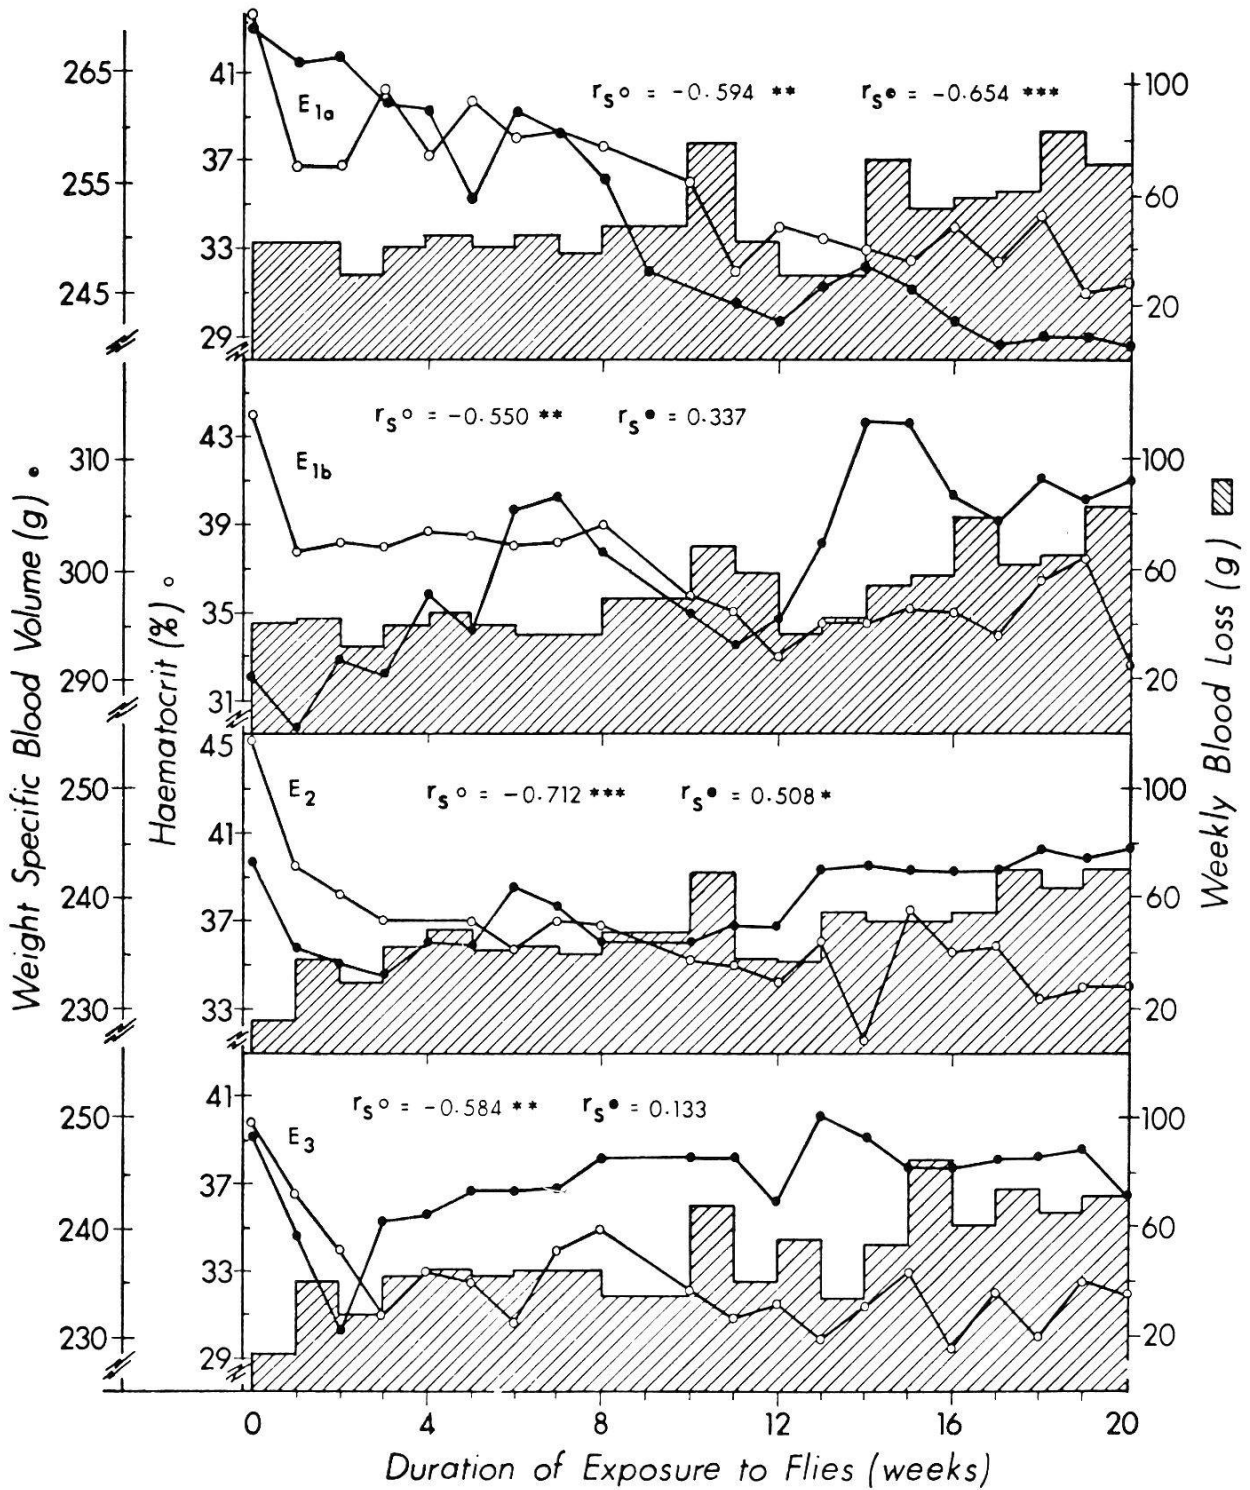 265
255
245
41
37
33
29
E1a
rs○ = -0.594 **
rs● = -0.654 ***
100
60
20
310
300
290
43
39
35
31
E1b
rs○ = -0.550 **
rs● = 0.337
100
60
20
250
240
230
45
41
37
33
E2
rs○ = -0.712 ***
rs● = 0.508 *
100
60
20
250
240
230
41
37
33
29
E3
rs○ = -0.584 **
rs● = 0.133
100
60
20
0 4 8 12 16 20
Duration of Exposure to Flies (weeks)
Weight Specific Blood Volume (g) ●
Haematocrit (%) ○
Weekly Blood Loss (g)